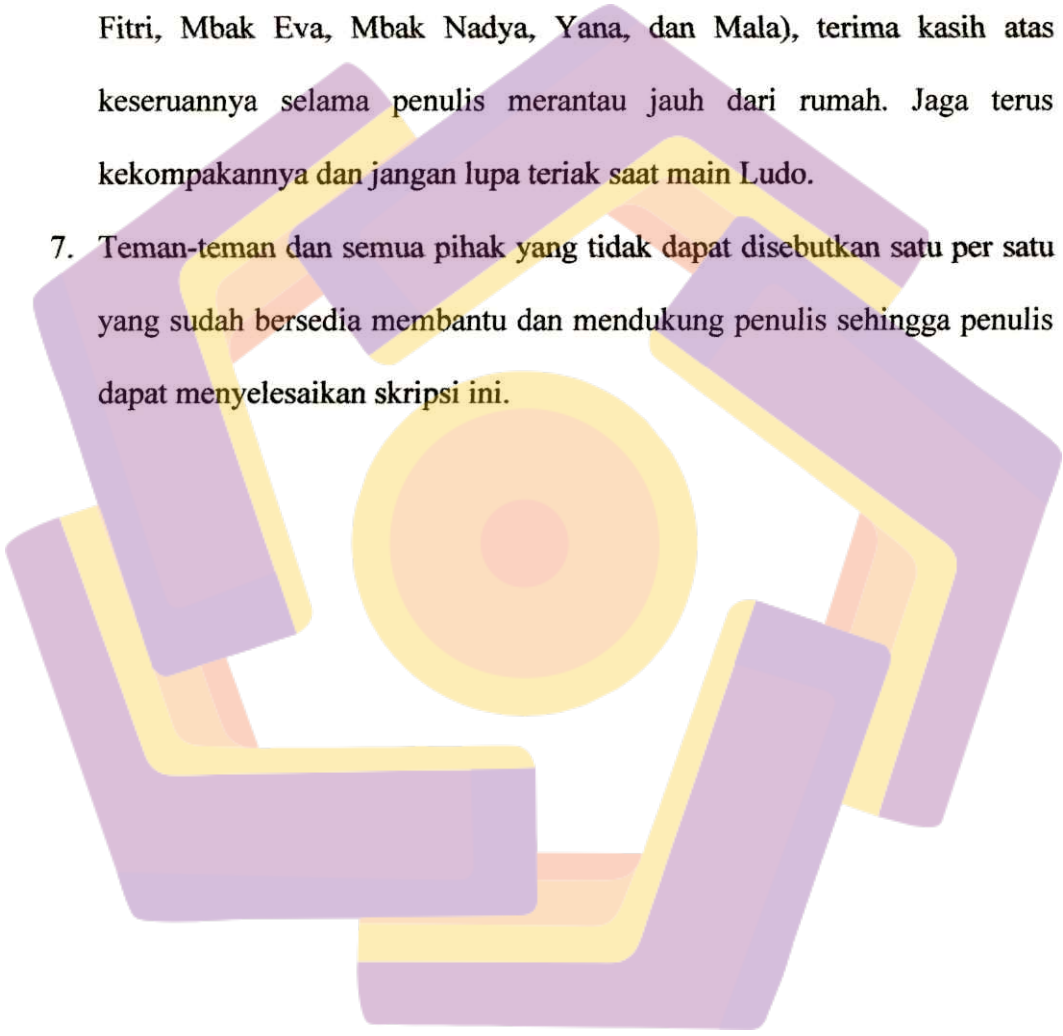 Fitri, Mbak Eva, Mbak Nadya, Yana, dan Mala), terima kasih atas
keseruannya selama penulis merantau jauh dari rumah. Jaga terus
kekompakannya dan jangan lupa teriak saat main Ludo.
7. Teman-teman dan semua pihak yang tidak dapat disebutkan satu per satu
yang sudah bersedia membantu dan mendukung penulis sehingga penulis
dapat menyelesaikan skripsi ini.